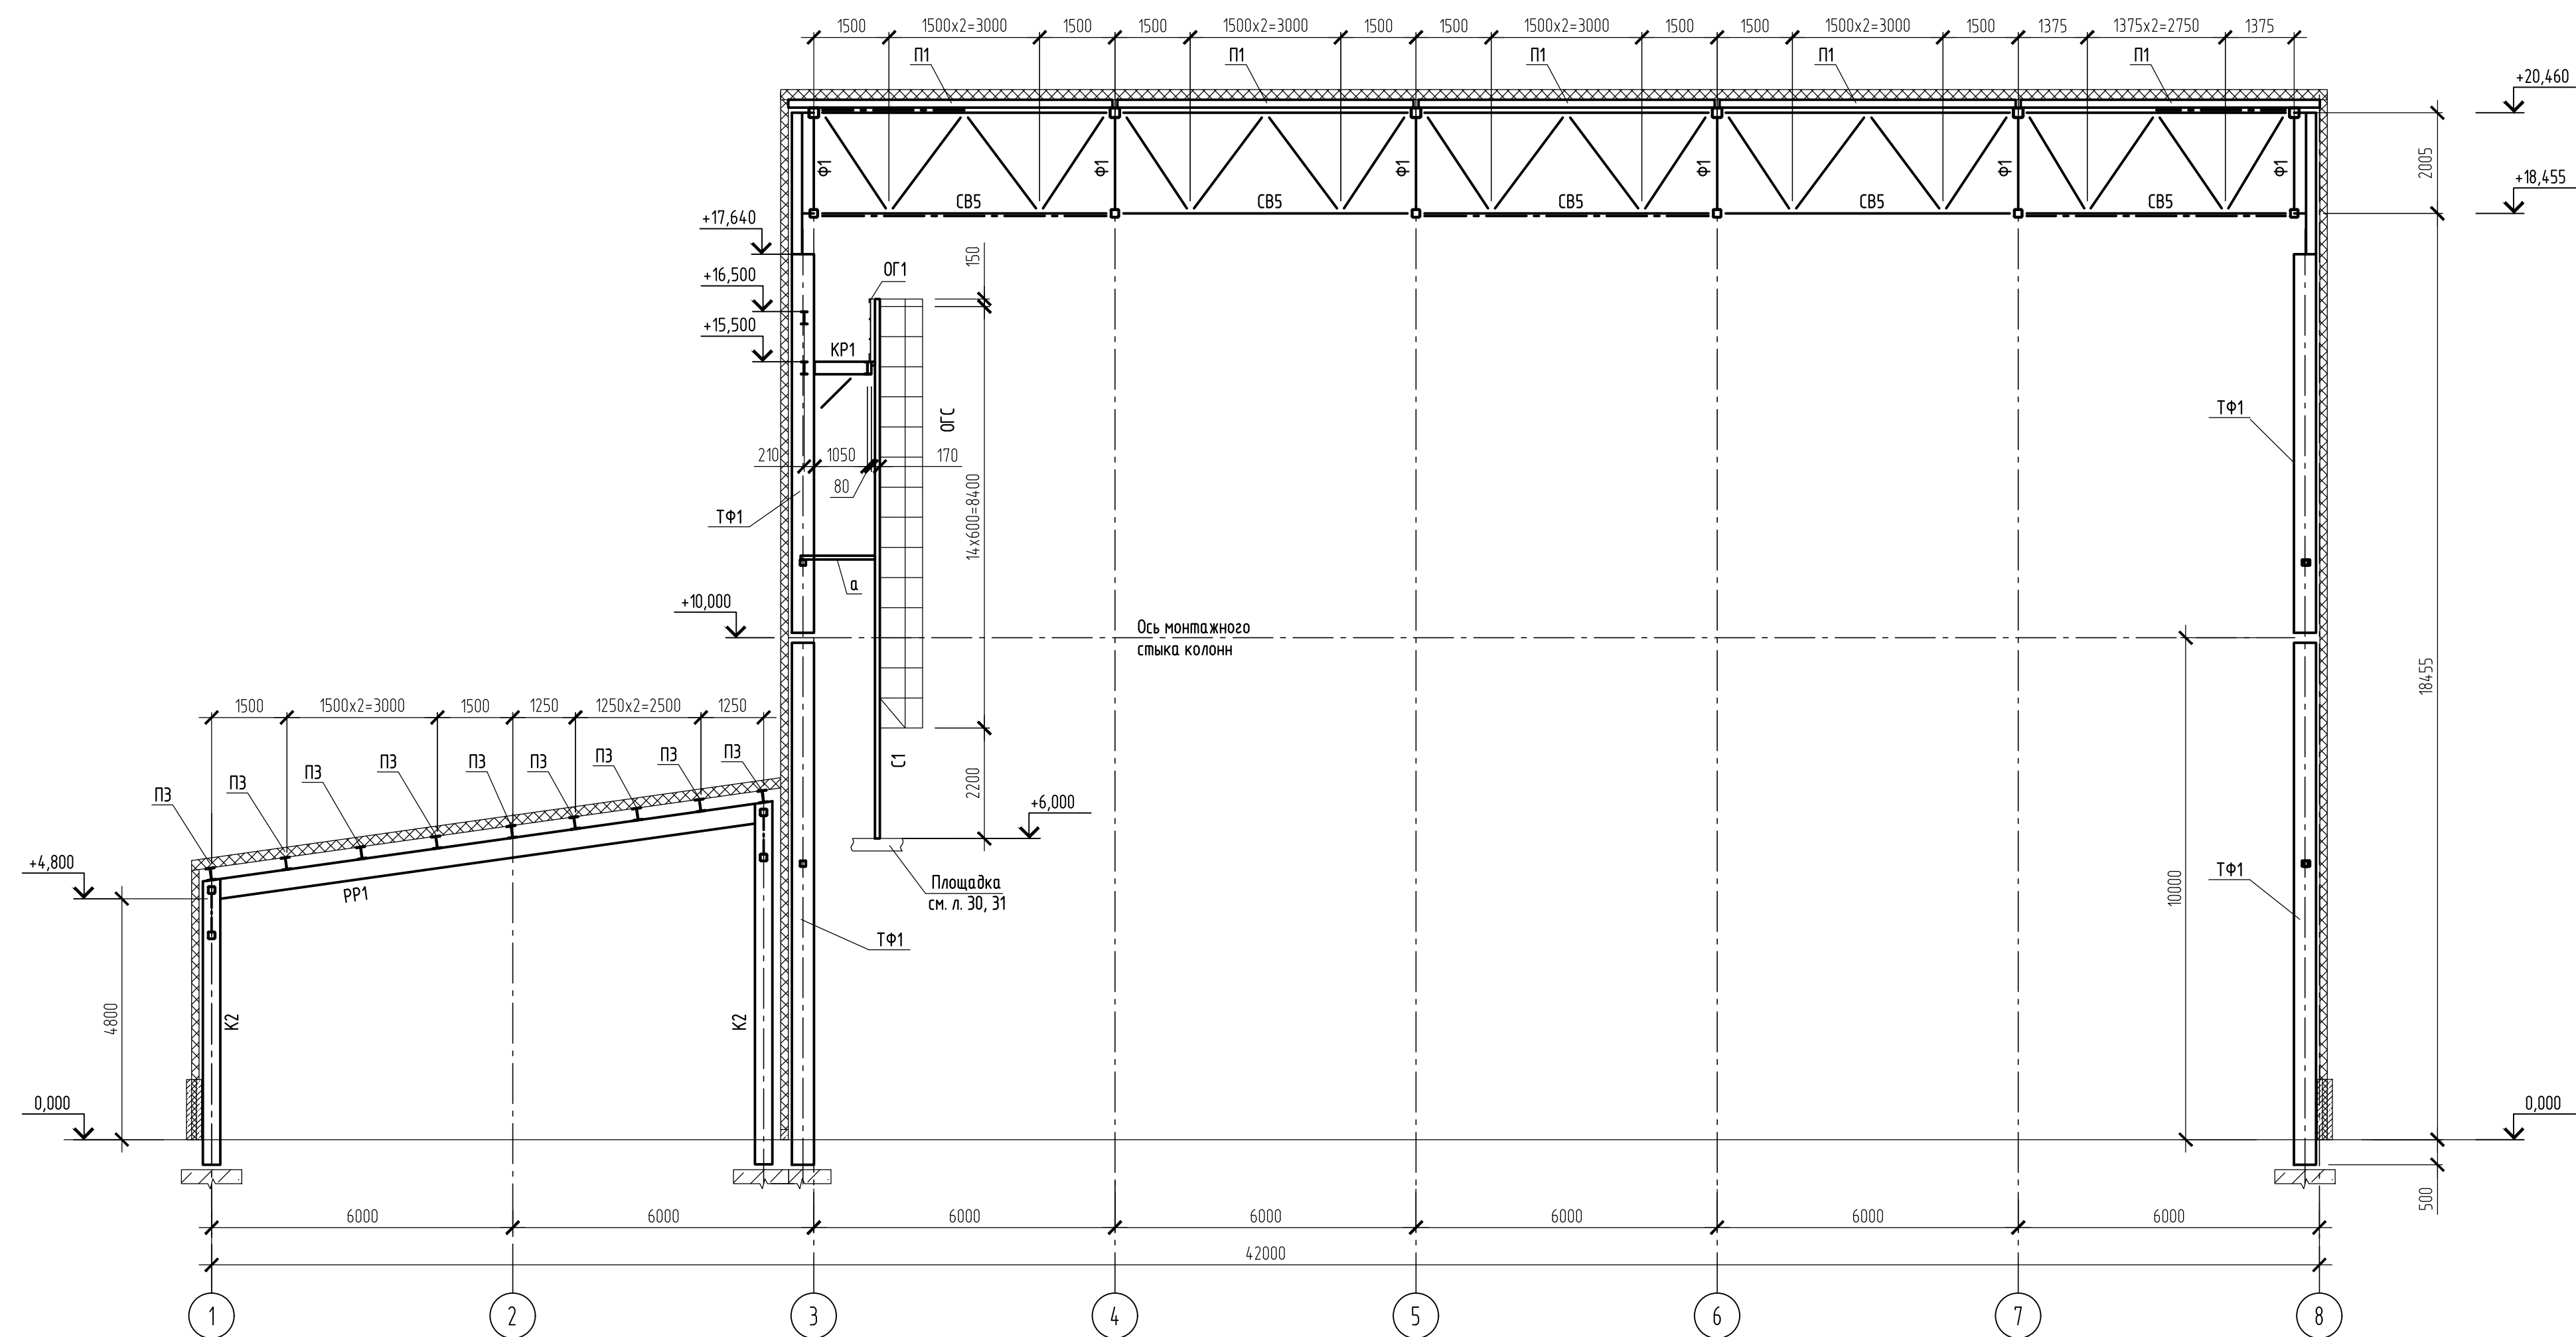 1500
1500x2=3000
1500
1500
1500x2=3000
1500
1500
1500x2=3000
1500
1500
1500x2=3000
1500
1375
1375x2=2750
1375
П1
П1
П1
П1
П1
+20,460
Ф1
Ф1
Ф1
Ф1
Ф1
Ф1
2005
+18,455
СВ5
СВ5
СВ5
СВ5
СВ5
+17,640
+16,500
+15,500
ОГ1
150
КР1
ОГС
ТФ1
210
1050
170
80
ТФ1
14x600=8400
а
+10,000
Ось монтажного
стыка колонн
18455
1500
1500x2=3000
1500
1250
1250x2=2500
1250
П3
П3
П3
П3
П3
П3
П3
П3
П3
С1
2200
+6,000
+4,800
РР1
Площадка
см. л. 30, 31
ТФ1
ТФ1
10000
4800
К2
К2
0,000
0,000
500
6000
6000
6000
6000
6000
6000
6000
42000
1
2
3
4
5
6
7
8